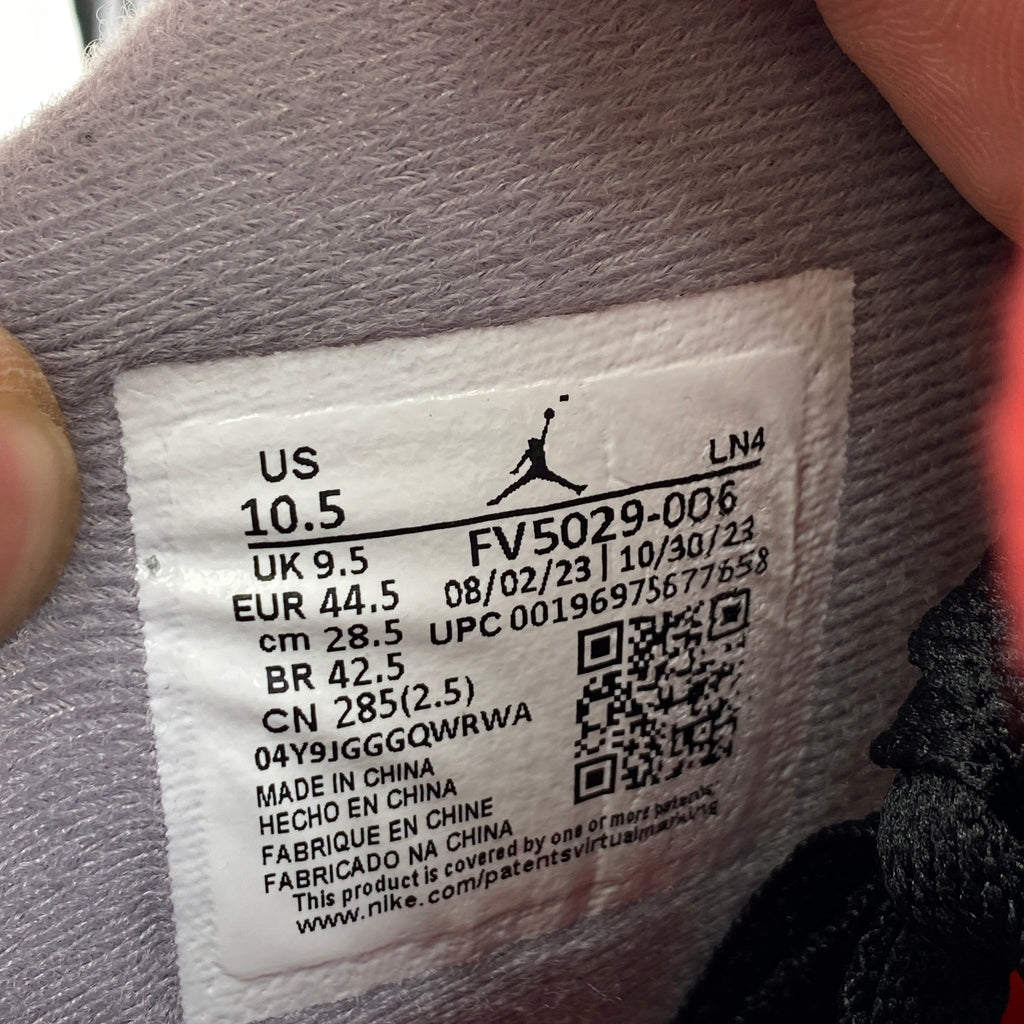 US
LN4
10.5
FV5029-006
UK 9.5
08/02/23 | 10/30/23
EUR 44.5
UPC 00196975677658
cm 28.5
BR 42.5
CN 285(2.5)
04Y9JGGGQWRWA
MADE IN CHINA
HECHO EN CHINA
FABRIQUE EN CHINE
FABRICADO NA CHINA
This product is covered by one or more patents.
www.nike.com/patentsvirtualmarking